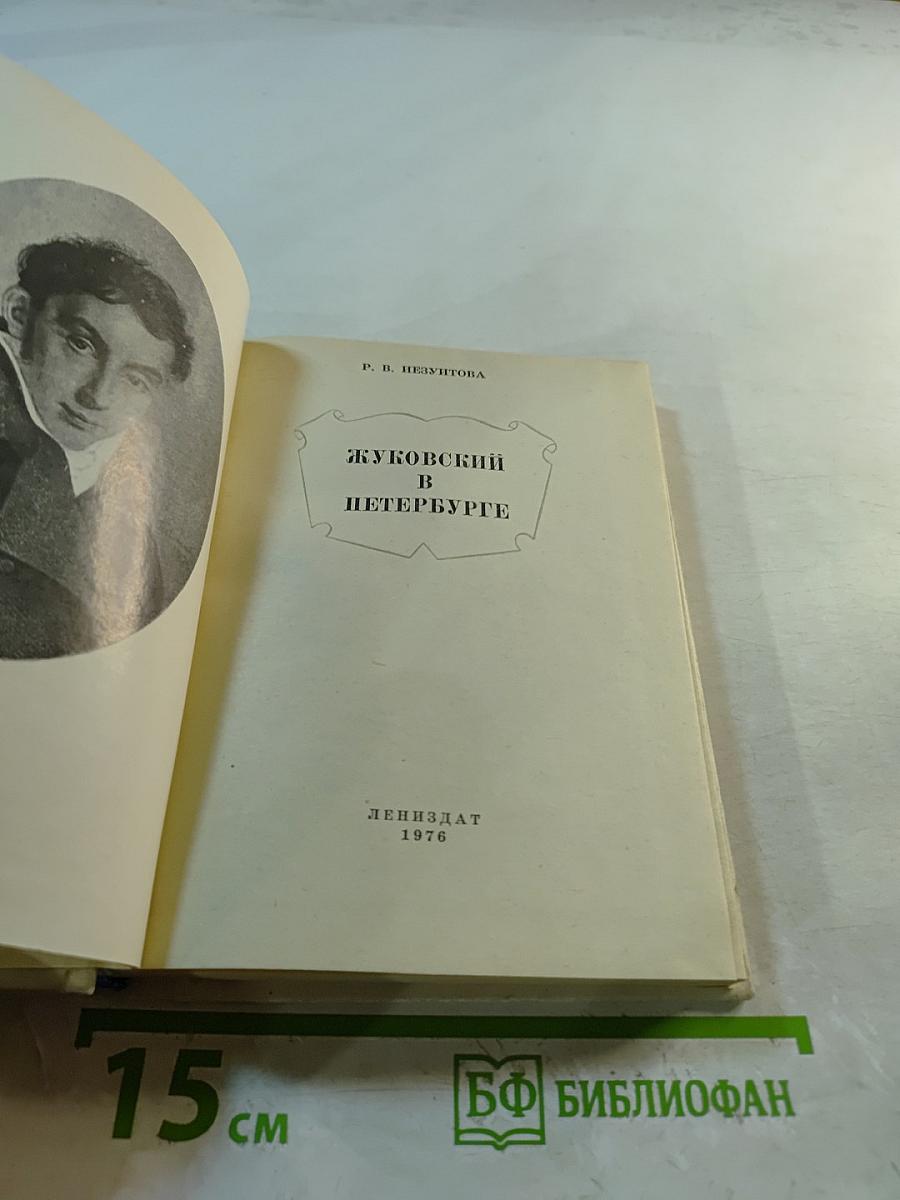 Р. В. ИЕЗУИТОВА
ЖУКОВСКИЙ
В
ПЕТЕРБУРГЕ
ЛЕНИЗДАТ
1976
15 см
БФ БИБЛИОФАН